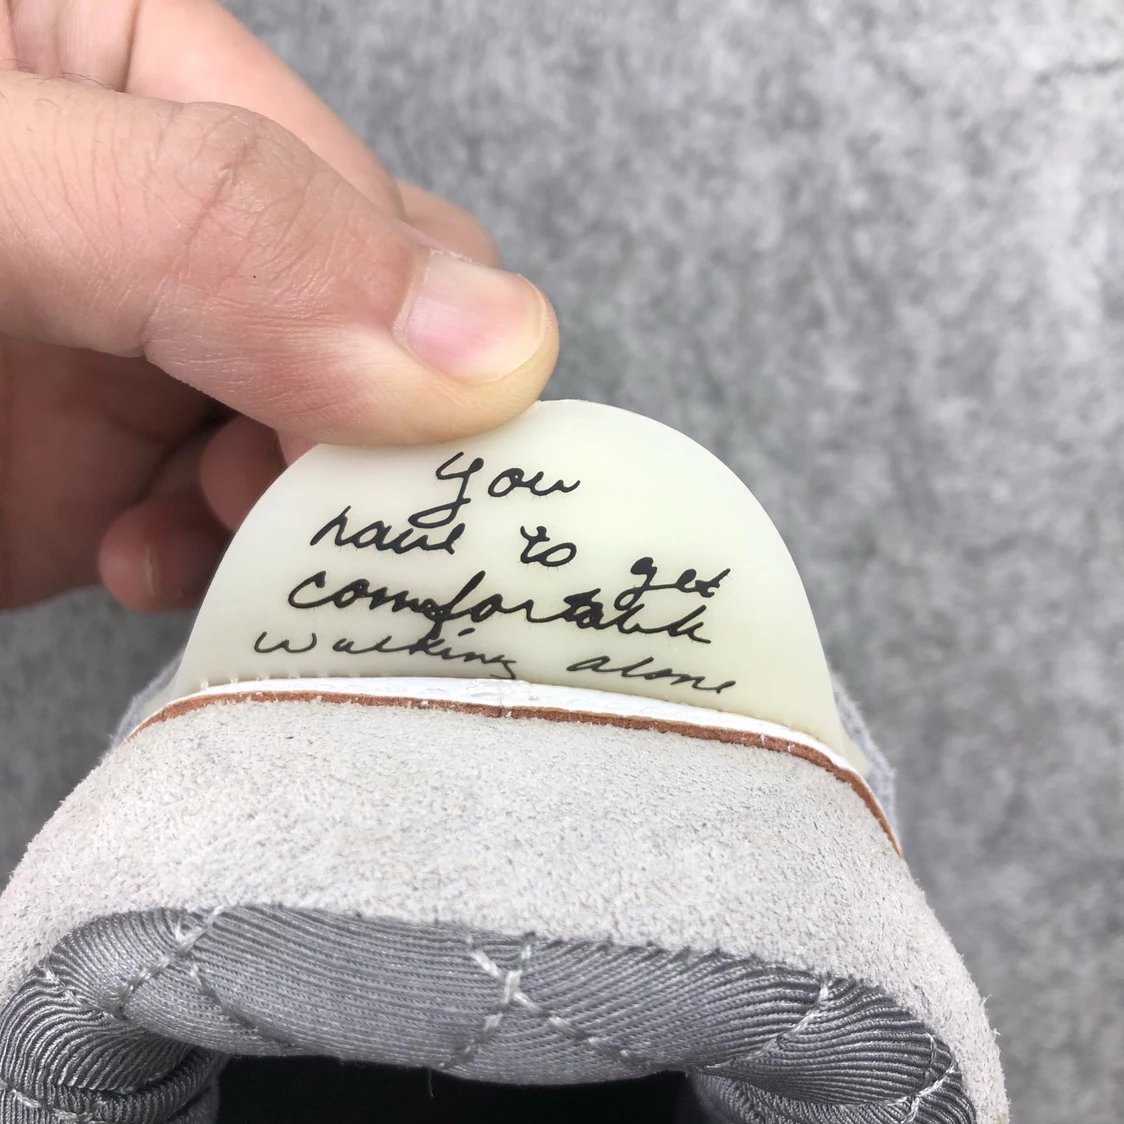 you
have to get
comfortable
walking alone